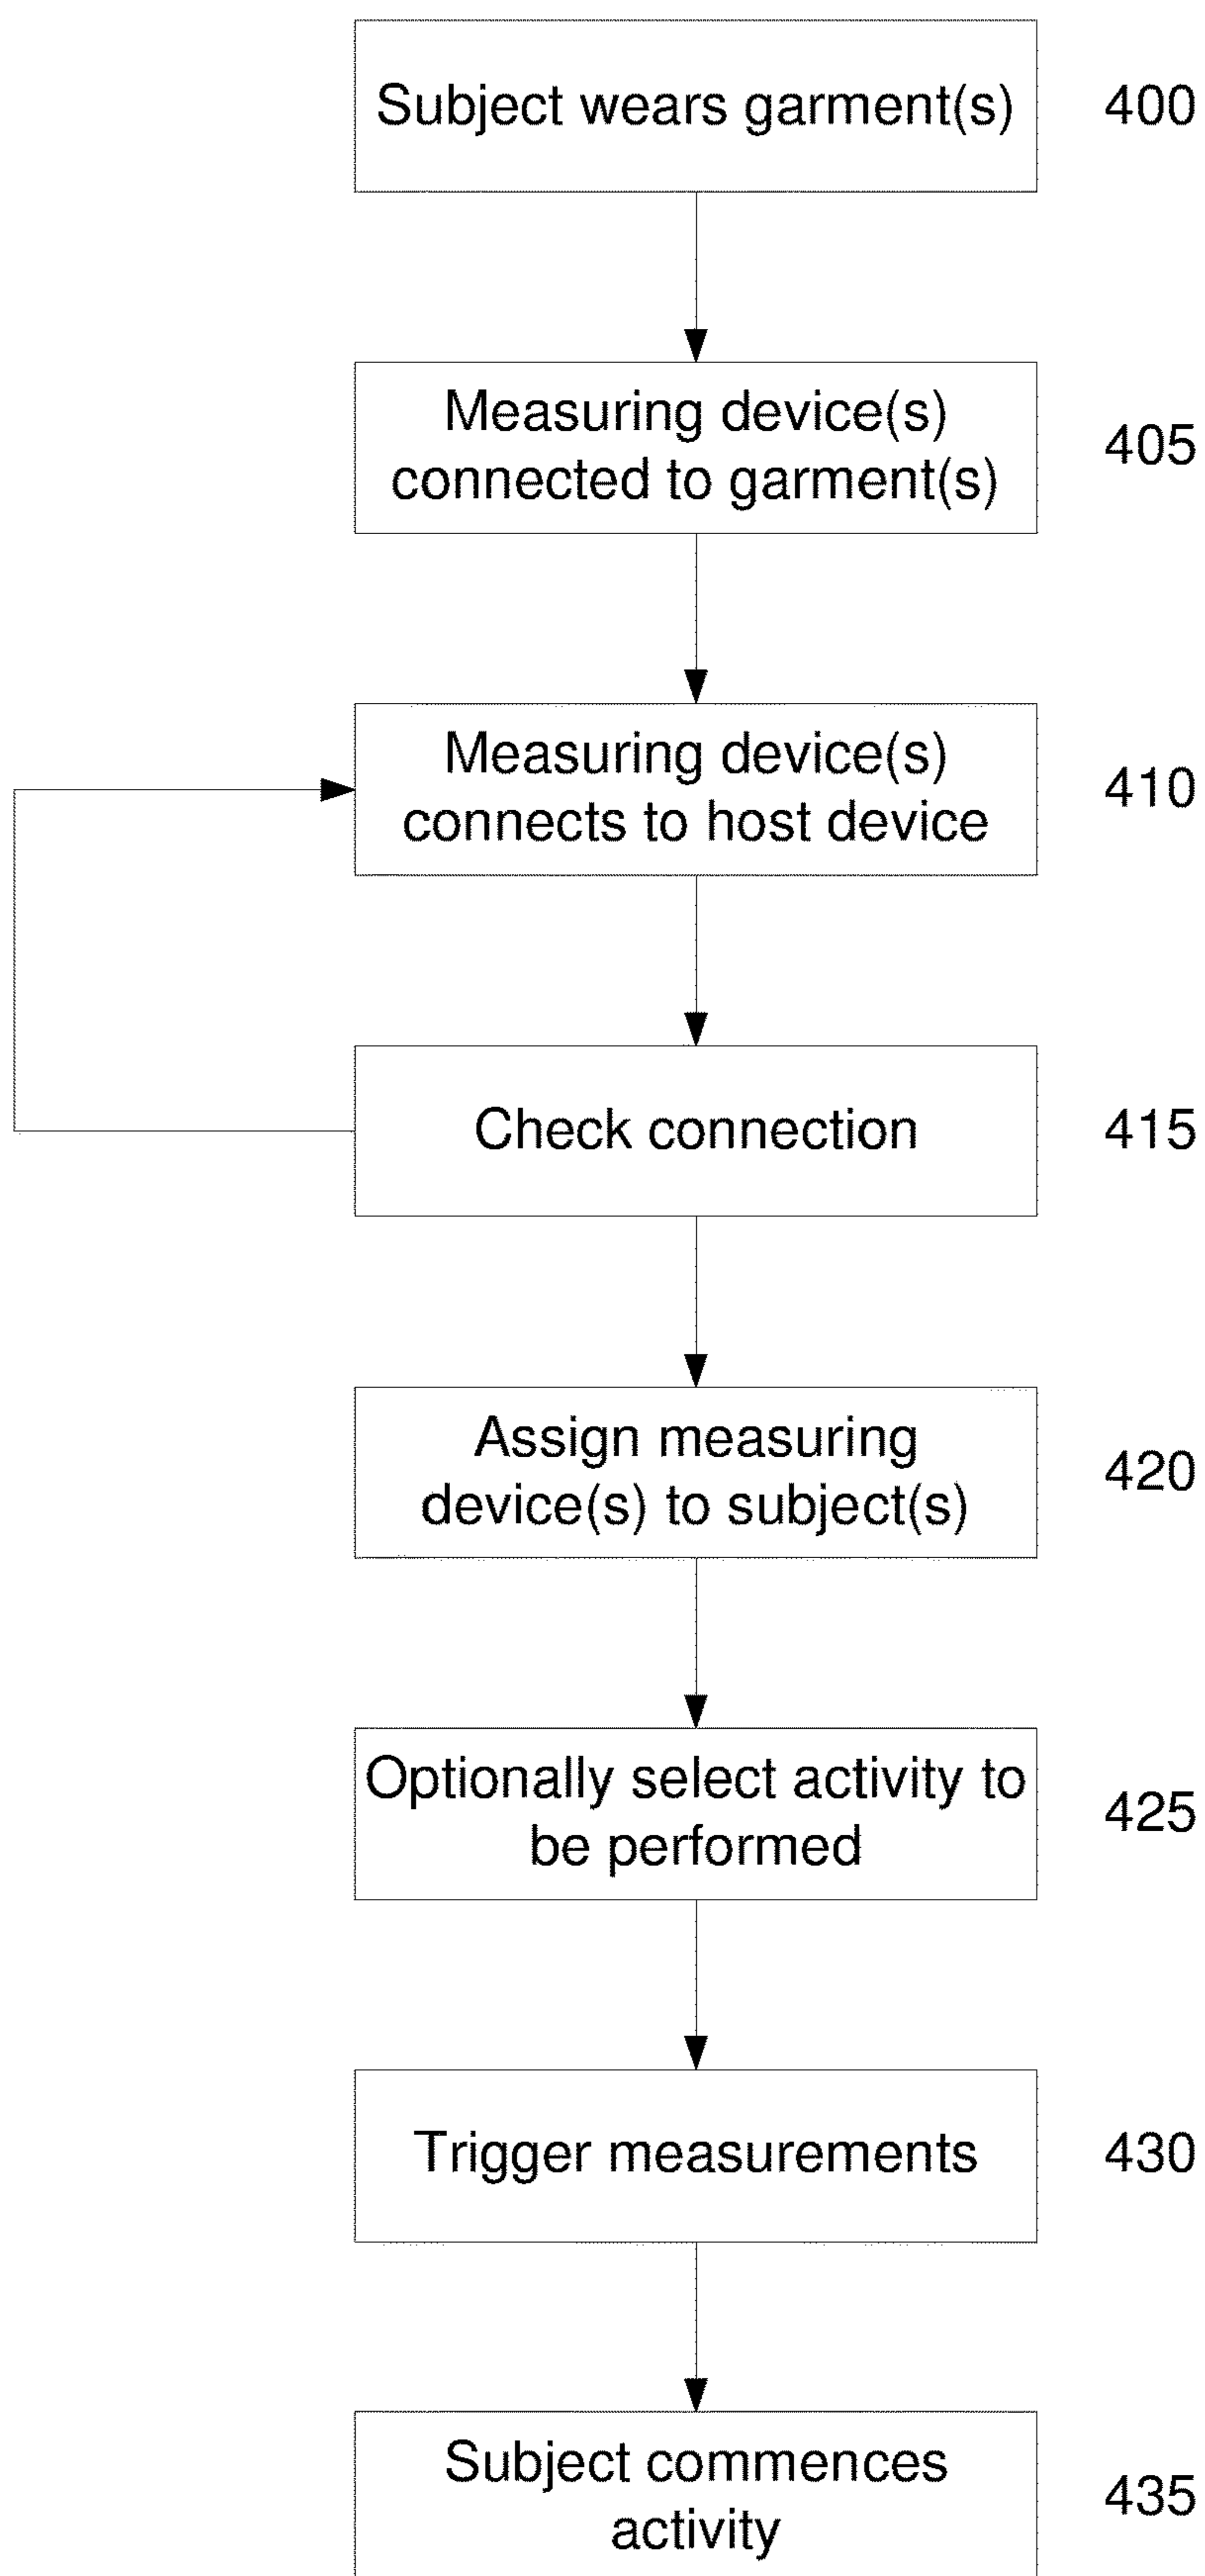 Subject wears garment(s)
400
Measuring device(s)
connected to garment(s)
405
Measuring device(s)
connects to host device
410
Check connection
415
Assign measuring
device(s) to subject(s)
420
Optionally select activity to
be performed
425
Trigger measurements
430
Subject commences
activity
435